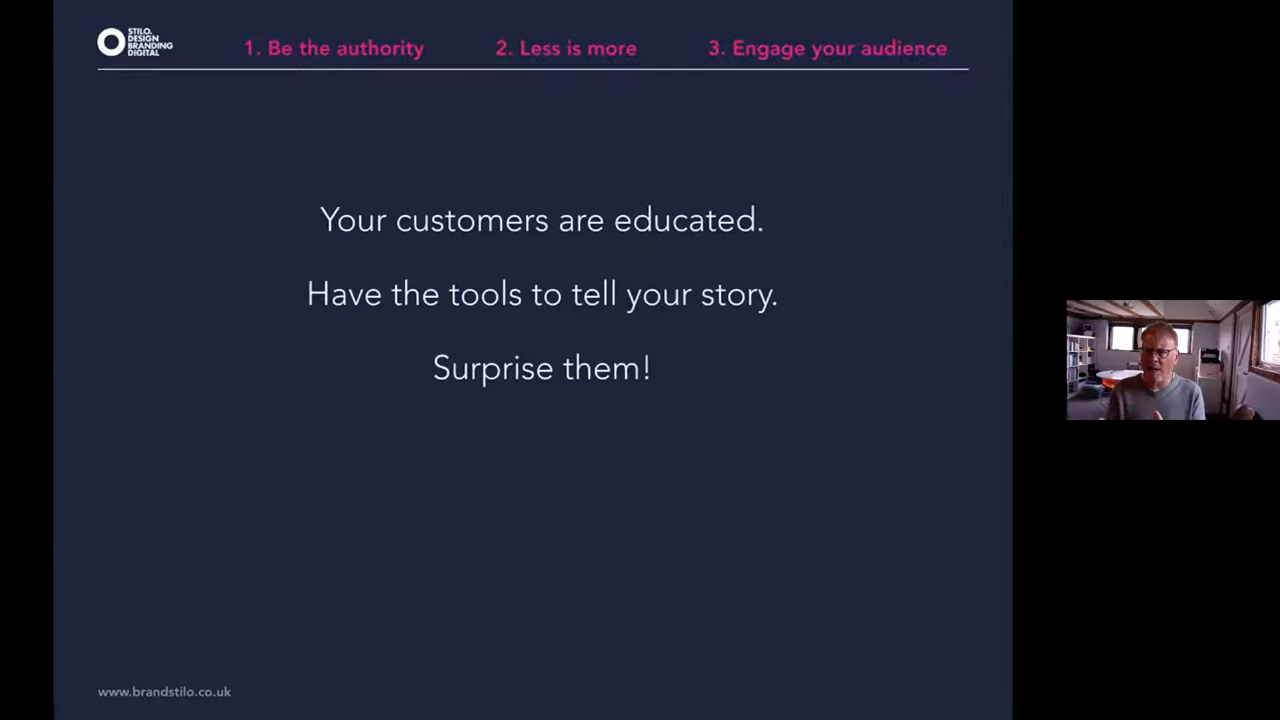 STILO.
DESIGN
BRANDING
DIGITAL
1. Be the authority
2. Less is more
3. Engage your audience
Your customers are educated.
Have the tools to tell your story.
Surprise them!
www.brandstilo.co.uk